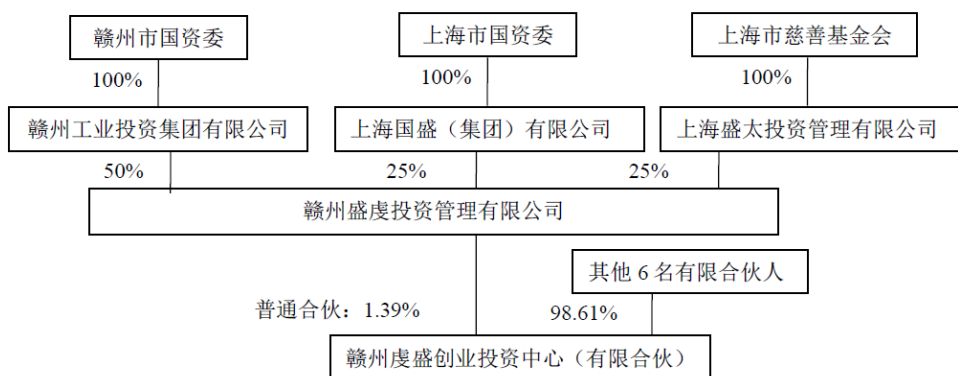 赣州市国资委
上海市国资委
上海市慈善基金会
100%
100%
100%
赣州工业投资集团有限公司
上海国盛（集团）有限公司
上海盛太投资管理有限公司
50%
25%
25%
赣州盛虔投资管理有限公司
其他 6 名有限合伙人
普通合伙：1.39%
98.61%
赣州虔盛创业投资中心（有限合伙）